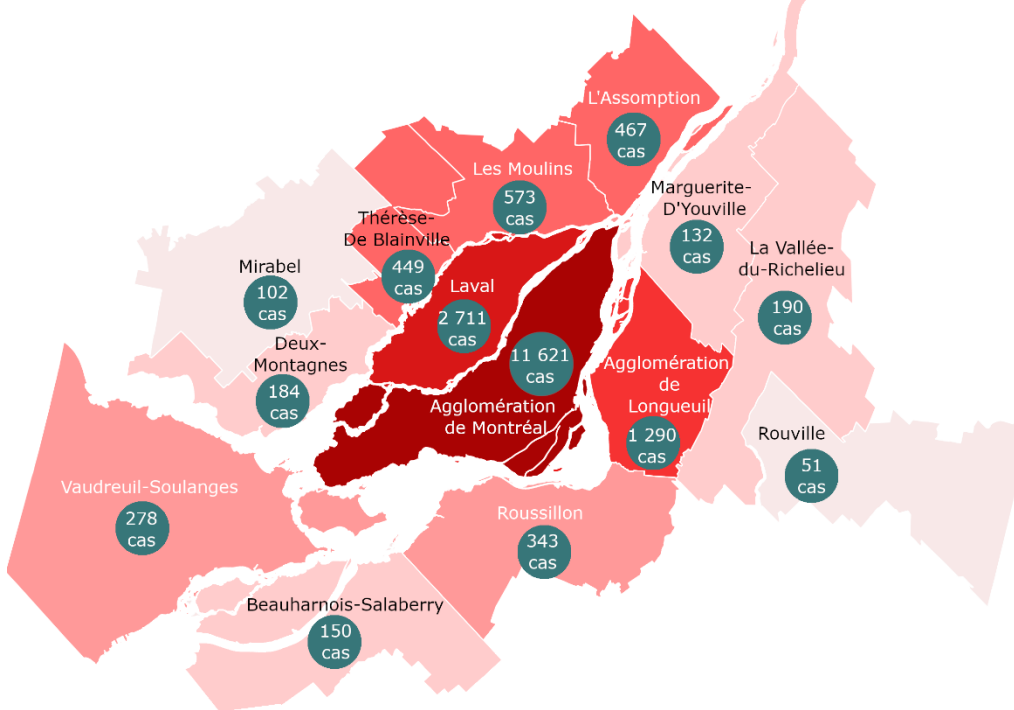 L'Assomption
467
cas
Les Moulins
573
cas
Marguerite-
D'Youville
132
cas
Thérèse-
De Blainville
449
cas
La Vallée-
du-Richelieu
190
cas
Mirabel
102
cas
Laval
2 711
cas
Deux-
Montagnes
184
cas
11 621
cas
Agglomération
de Montréal
Agglomération
de
Longueuil
1 290
cas
Rouville
51
cas
Vaudreuil-Soulanges
278
cas
Roussillon
343
cas
Beauharnois-Salaberry
150
cas